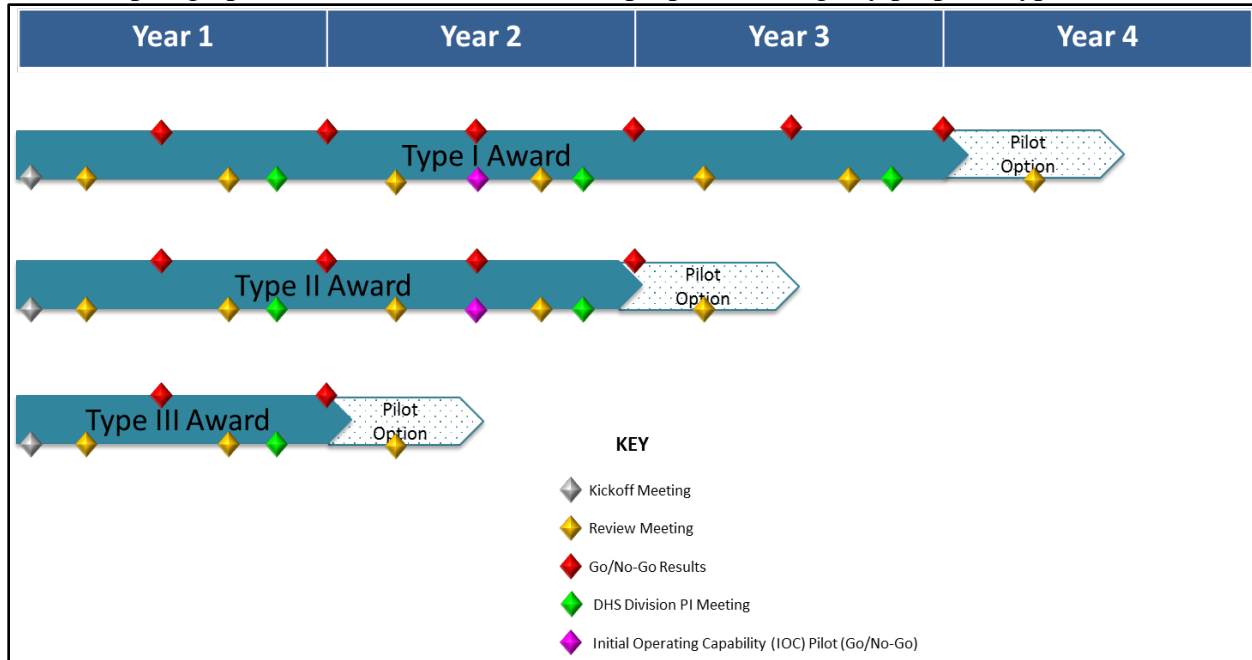 Year 1 Year 2 Year 3 Year 4
Type I Award
Pilot
Option
Type II Award
Pilot
Option
Type III Award
Pilot
Option
KEY
Kickoff Meeting
Review Meeting
Go/No-Go Results
DHS Division PI Meeting
Initial Operating Capability (IOC) Pilot (Go/No-Go)